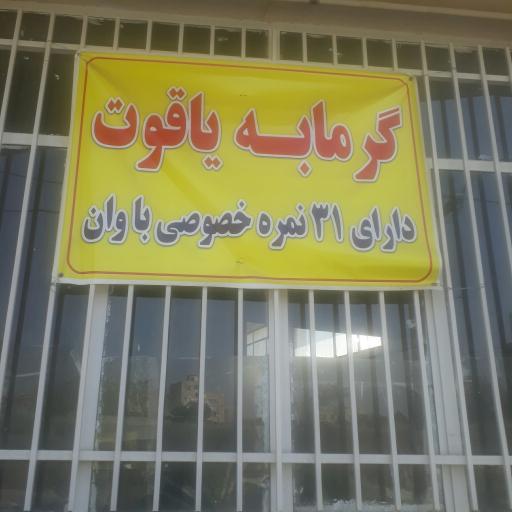 گرمابه یاقوت
دارای ۳۱ نمره خصوصی با وان